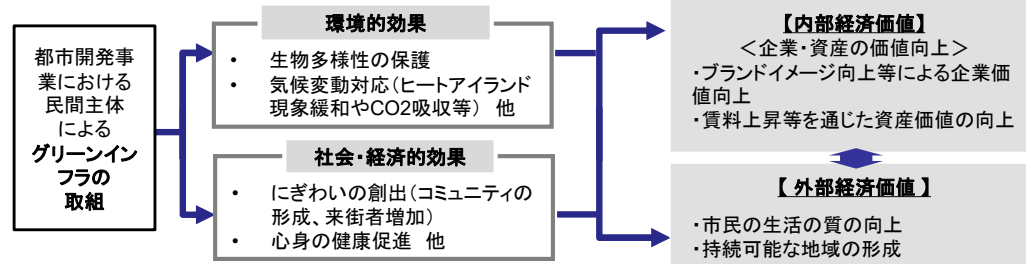 都市開発事
業における
民間主体
による
グリーンイン
フラの
取組
環境的効果
・ 生物多様性の保護
・ 気候変動対応(ヒートアイランド
現象緩和やCO2吸収等) 他
社会・経済的効果
・ にぎわいの創出(コミュニティの
形成、来街者増加)
・ 心身の健康促進 他
【内部経済価値】
＜企業・資産の価値向上＞
・ブランドイメージ向上等による企業価
値向上
・賃料上昇等を通じた資産価値の向上
【 外部経済価値 】
・市民の生活の質の向上
・持続可能な地域の形成